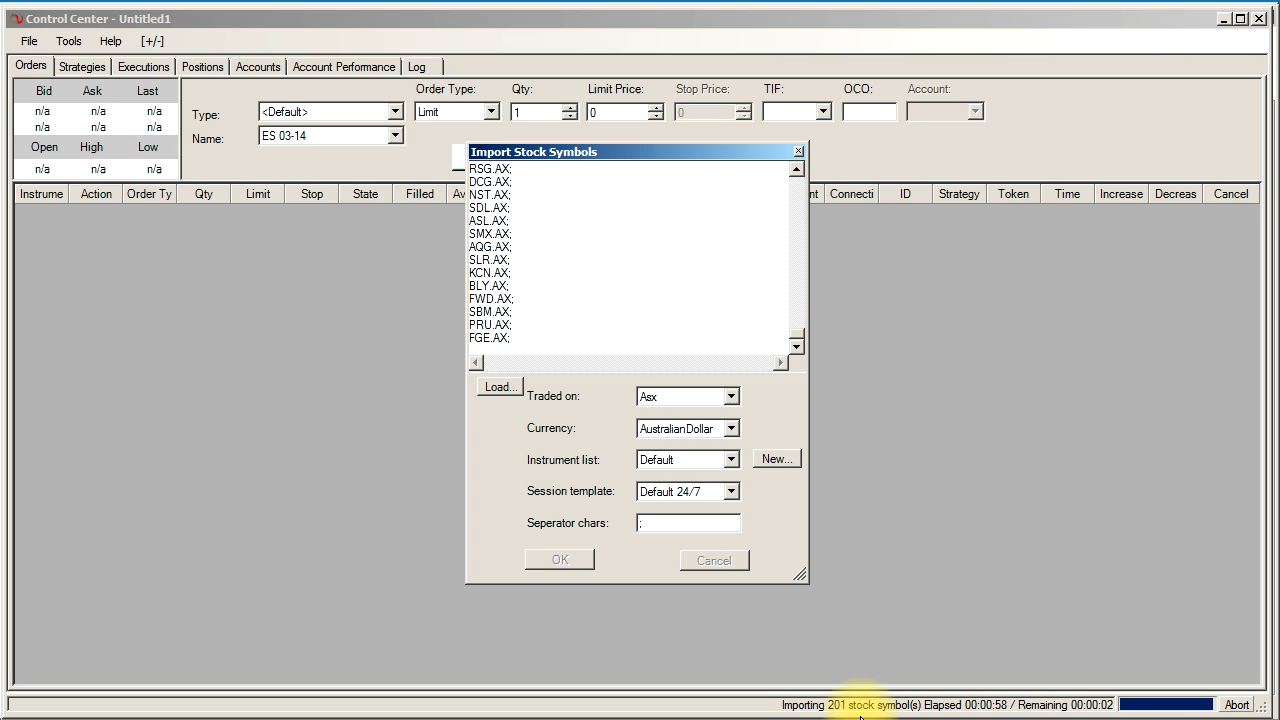 Control Center - Untitled1
File Tools Help [+/-]
Orders Strategies Executions Positions Accounts Account Performance Log
Bid Ask Last
n/a n/a n/a
n/a n/a n/a
Open High Low
n/a n/a n/a
Order Type: Qty: Limit Price: Stop Price: TIF: OCO: Account:
Type: <Default> Limit 1 0 0
Name: ES 03-14
Instrume Action Order Ty Qty Limit Stop State Filled Av nt Connecti ID Strategy Token Time Increase Decreas Cancel
Import Stock Symbols
RSG.AX;
DCG.AX;
NST.AX;
SDL.AX;
ASL.AX;
SMX.AX;
AQG.AX;
SLR.AX;
KCN.AX;
BLY.AX;
FWD.AX;
SBM.AX;
PRU.AX;
FGE.AX;
Load...
Traded on: Asx
Currency: AustralianDollar
Instrument list: Default New...
Session template: Default 24/7
Seperator chars: ;
OK Cancel
Importing 201 stock symbol(s) Elapsed 00:00:58 / Remaining 00:00:02 Abort